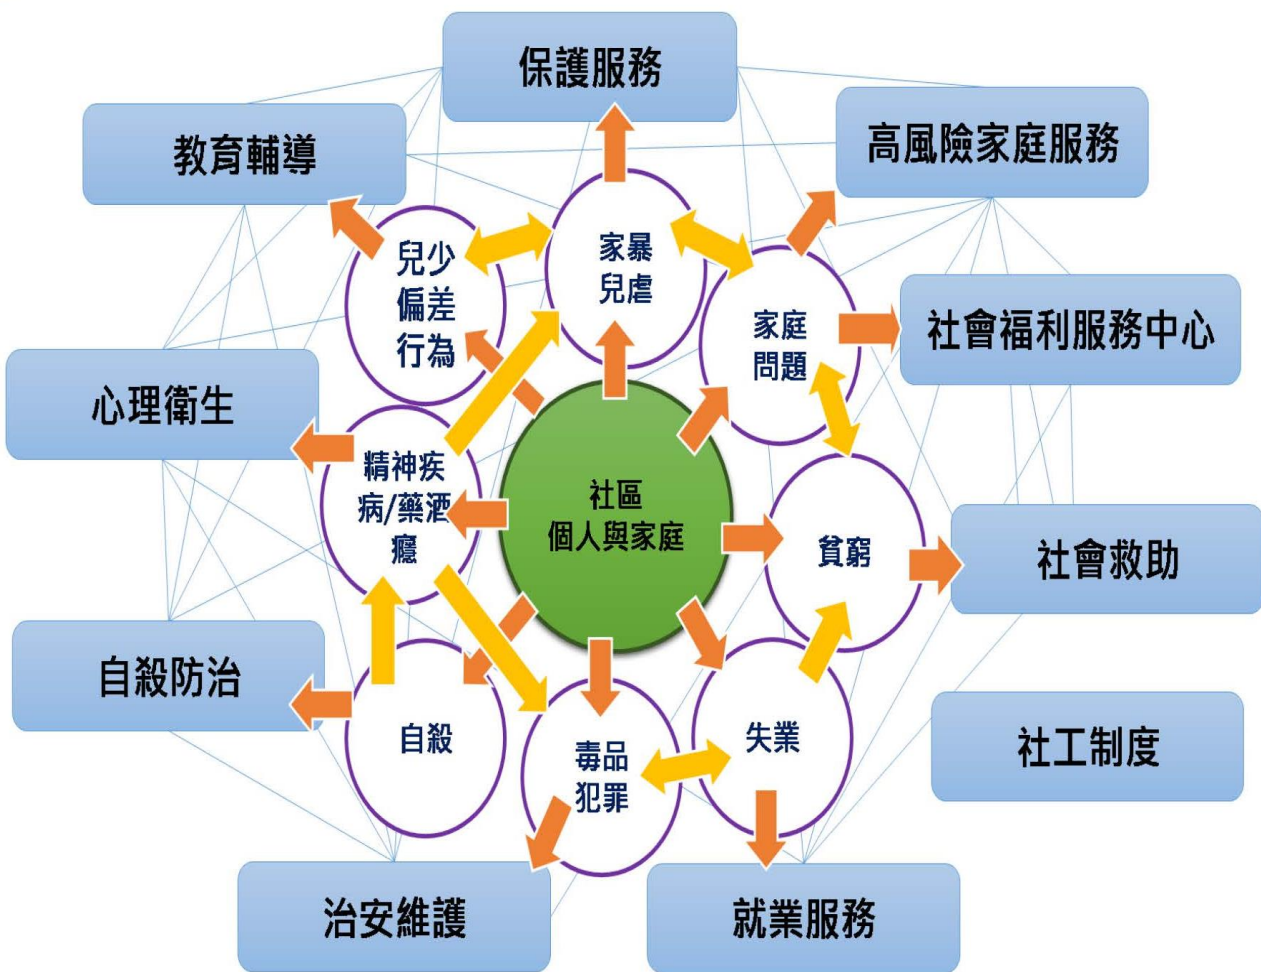 保護服務
教育輔導
高風險家庭服務
兒少
偏差
行為
家暴
兒虐
家庭
問題
社會福利服務中心
心理衛生
精神疾
病/藥酒
癮
社區
個人與家庭
貧窮
社會救助
自殺防治
自殺
毒品
犯罪
失業
社工制度
治安維護
就業服務